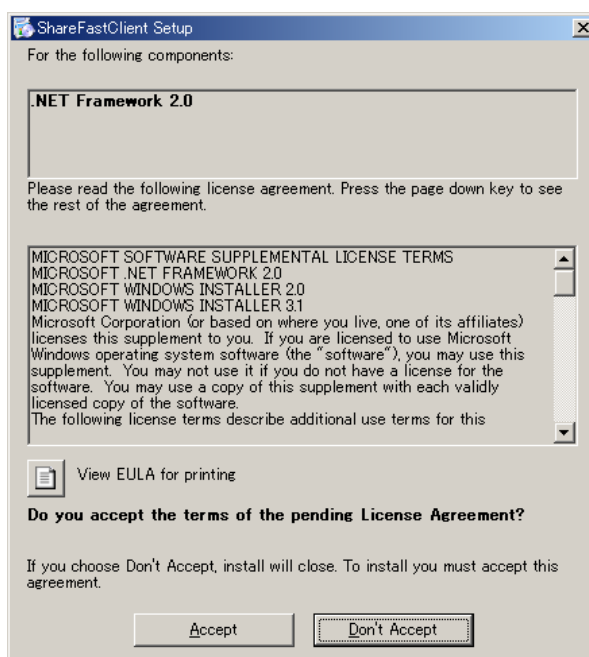 ShareFastClient Setup
For the following components:
.NET Framework 2.0
Please read the following license agreement. Press the page down key to see
the rest of the agreement.
MICROSOFT SOFTWARE SUPPLEMENTAL LICENSE TERMS
MICROSOFT .NET FRAMEWORK 2.0
MICROSOFT WINDOWS INSTALLER 2.0
MICROSOFT WINDOWS INSTALLER 3.1
Microsoft Corporation (or based on where you live, one of its affiliates)
licenses this supplement to you.  If you are licensed to use Microsoft
Windows operating system software (the "software"), you may use this
supplement.  You may not use it if you do not have a license for the
software.  You may use a copy of this supplement with each validly
licensed copy of the software.
The following license terms describe additional use terms for this
View EULA for printing
Do you accept the terms of the pending License Agreement?
If you choose Don't Accept, install will close. To install you must accept this
agreement.
Accept
Don't Accept